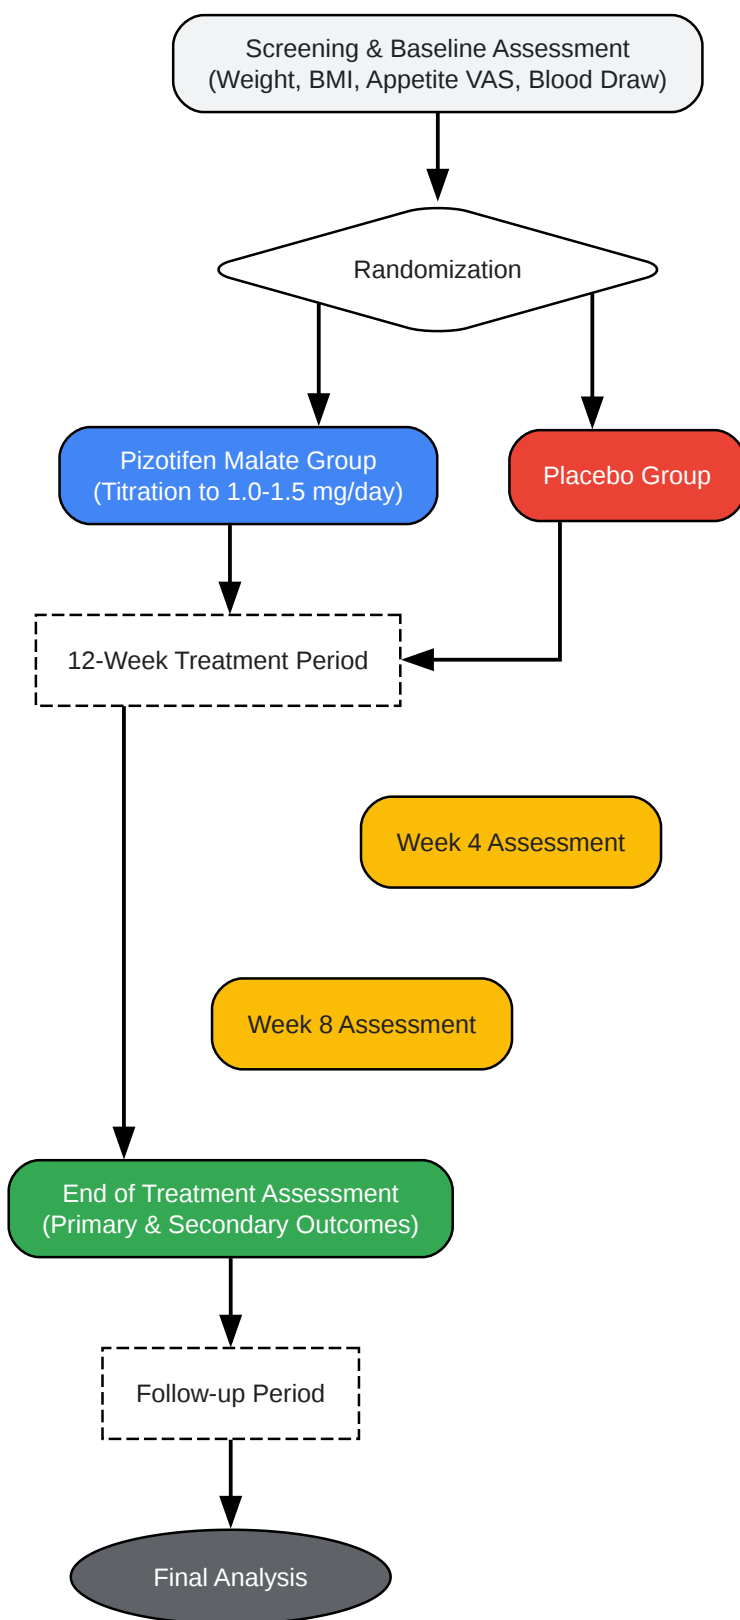 Screening & Baseline Assessment
(Weight, BMI, Appetite VAS, Blood Draw)
Randomization
Pizotifen Malate Group
(Titration to 1.0-1.5 mg/day)
Placebo Group
12-Week Treatment Period
Week 4 Assessment
Week 8 Assessment
End of Treatment Assessment
(Primary & Secondary Outcomes)
Follow-up Period
Final Analysis